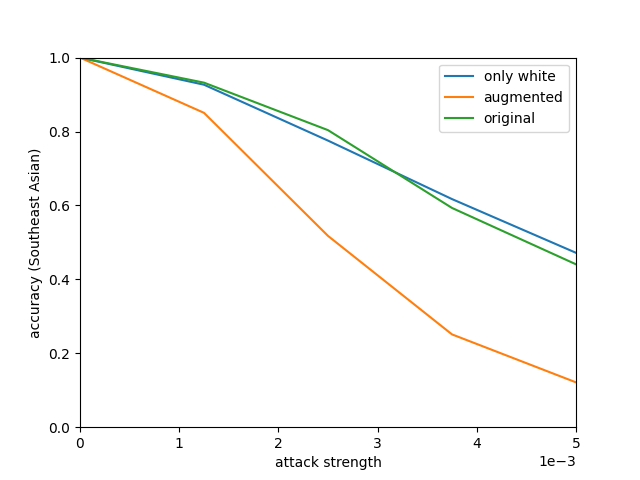 1.0
0.8
0.6
0.4
0.2
0.0
accuracy (Southeast Asian)
only white
augmented
original
0 1 2 3 4 5
1e−3
attack strength